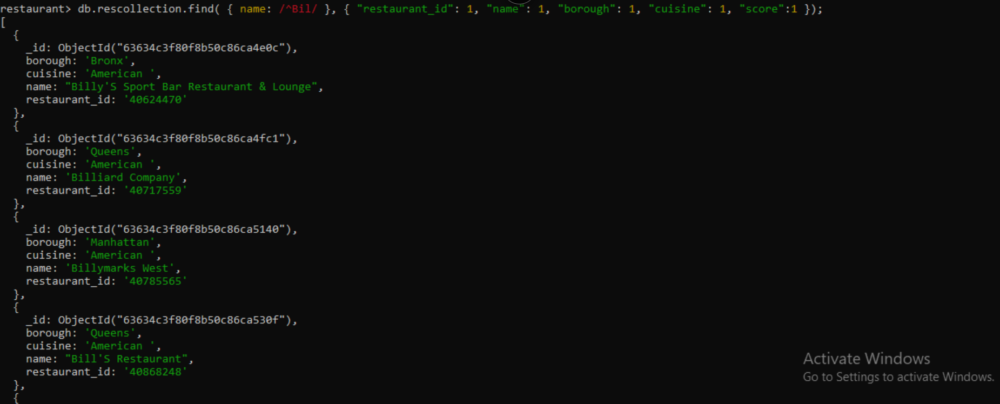 restaurant> db.rescollection.find( { name: /^Bil/ }, { "restaurant_id": 1, "name": 1, "borough": 1, "cuisine": 1, "score":1 });
[
  {
    _id: ObjectId("63634c3f80f8b50c86ca4e0c"),
    borough: 'Bronx',
    cuisine: 'American ',
    name: "Billy'S Sport Bar Restaurant & Lounge",
    restaurant_id: '40624470'
  },
  {
    _id: ObjectId("63634c3f80f8b50c86ca4fc1"),
    borough: 'Queens',
    cuisine: 'American ',
    name: 'Billiard Company',
    restaurant_id: '40717559'
  },
  {
    _id: ObjectId("63634c3f80f8b50c86ca5140"),
    borough: 'Manhattan',
    cuisine: 'American ',
    name: 'Billymarks West',
    restaurant_id: '40785565'
  },
  {
    _id: ObjectId("63634c3f80f8b50c86ca530f"),
    borough: 'Queens',
    cuisine: 'American ',
    name: "Bill'S Restaurant",
    restaurant_id: '40868248'
  },
  {
Activate Windows
Go to Settings to activate Windows.